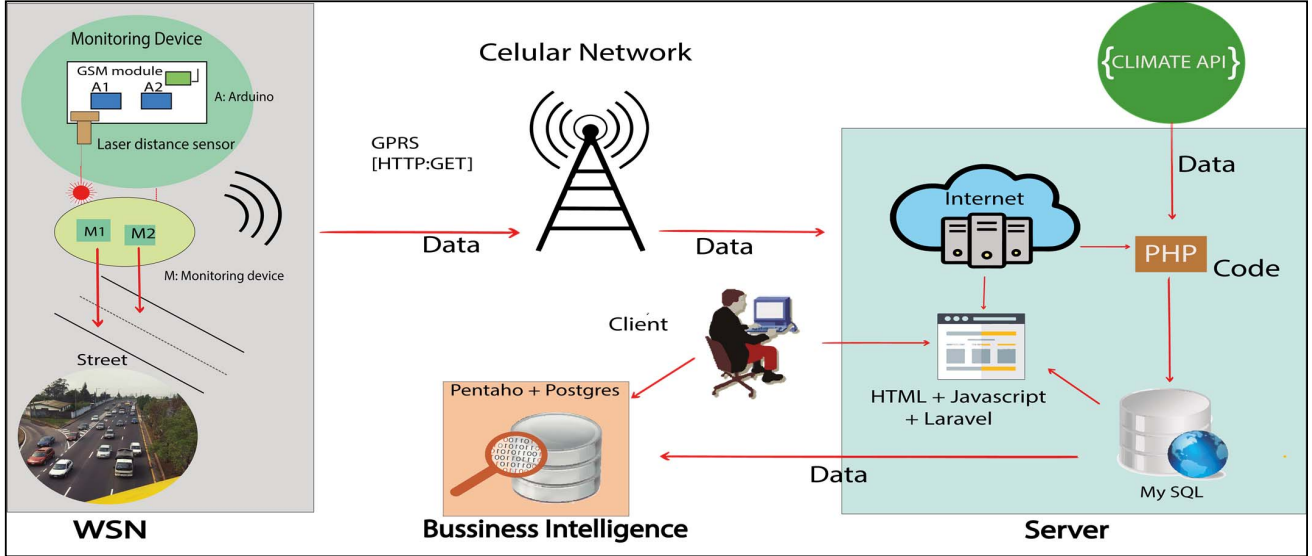 Monitoring Device
GSM module
A1 A2
A: Arduino
Laser distance sensor
M1 M2
M: Monitoring device
Street
WSN
Celular Network
GPRS
[HTTP:GET]
Data
Data
Client
Pentaho + Postgres
Bussiness Intelligence
{CLIMATE API}
Data
Internet
PHP
Code
HTML + Javascript
+ Laravel
My SQL
Data
Server